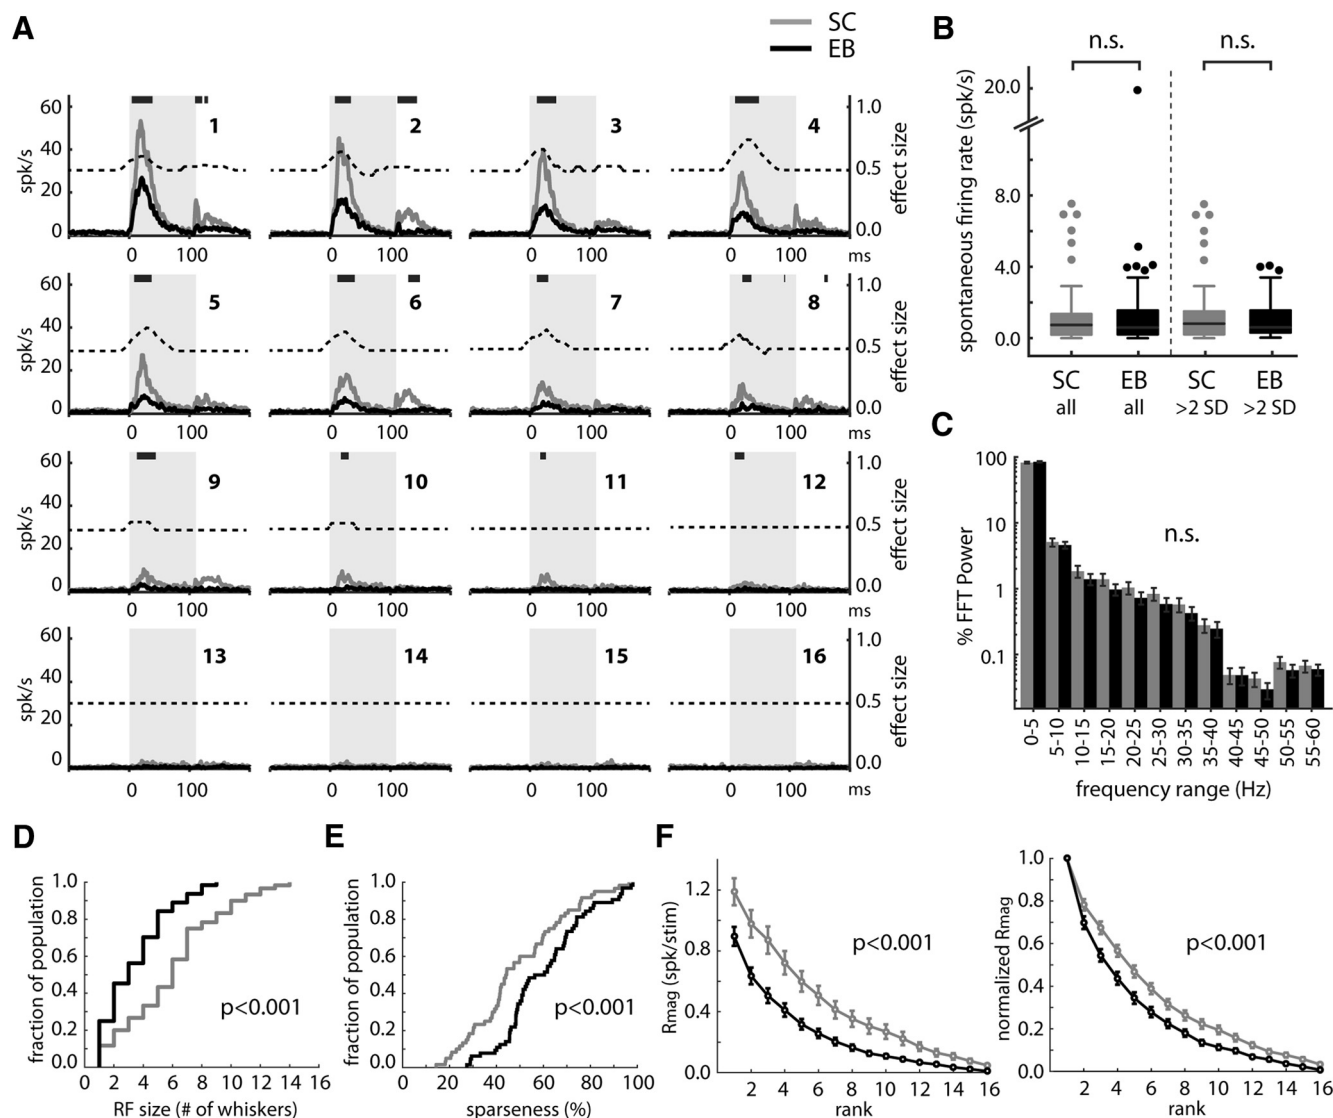 A
SC
EB
60
40
20
0
spk/s
1
2
3
4
1.0
0.5
0.0
effect size
0 100
0 100
0 100
0 100
ms
60
40
20
0
spk/s
5
6
7
8
1.0
0.5
0.0
effect size
0 100
0 100
0 100
0 100
ms
60
40
20
0
spk/s
9
10
11
12
1.0
0.5
0.0
effect size
0 100
0 100
0 100
0 100
ms
60
40
20
0
spk/s
13
14
15
16
1.0
0.5
0.0
effect size
0 100
0 100
0 100
0 100
ms
B
n.s. n.s.
spontaneous firing rate (spk/s)
20.0
8.0
4.0
0.0
SC EB SC EB
all all >2 SD >2 SD
C
% FFT Power
100
10
1
0.1
n.s.
0-5
5-10
10-15
15-20
20-25
25-30
30-35
35-40
40-45
45-50
50-55
55-60
frequency range (Hz)
D
fraction of population
1.0
0.8
0.6
0.4
0.2
0.0
p<0.001
0 2 4 6 8 10 12 14 16
RF size (# of whiskers)
E
fraction of population
1.0
0.8
0.6
0.4
0.2
0.0
p<0.001
0 20 40 60 80 100
sparseness (%)
F
Rmag (spk/stim)
1.2
0.8
0.4
0.0
p<0.001
2 4 6 8 10 12 14 16
rank
normalized Rmag
1.0
0.8
0.6
0.4
0.2
0
p<0.001
2 4 6 8 10 12 14 16
rank